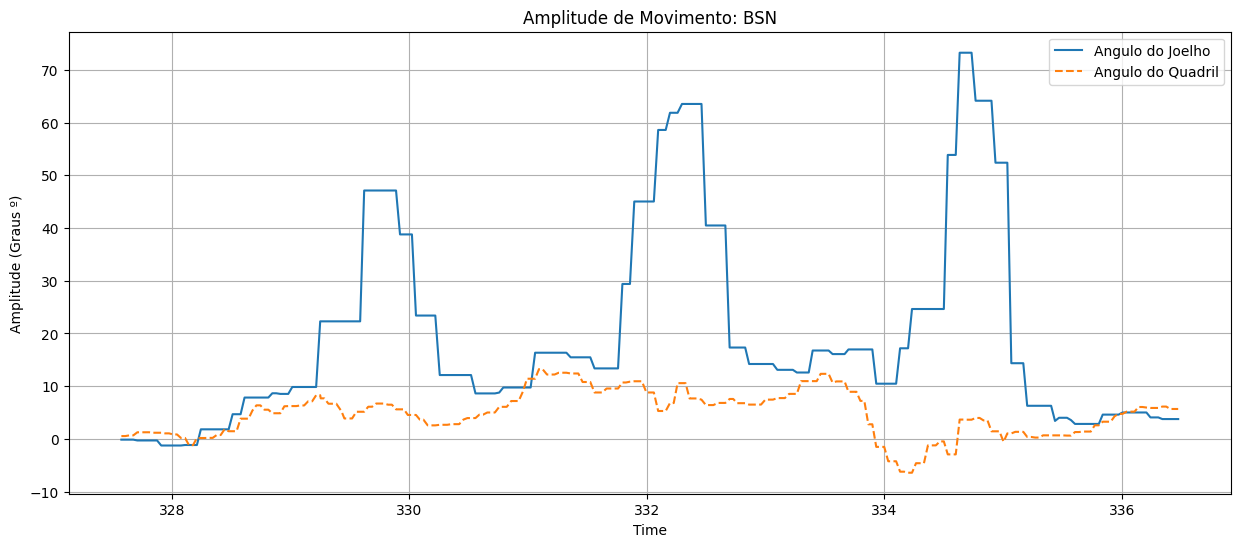 Amplitude de Movimento: BSN
Angulo do Joelho
Angulo do Quadril
Amplitude (Graus º)
70
60
50
40
30
20
10
0
−10
328
330
332
334
336
Time